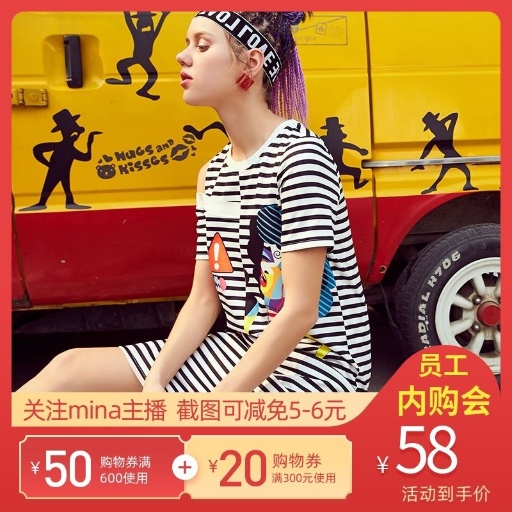 HUGS and
KISSES
RADIAL H706
关注mina主播 截图可减免5-6元
员工
内购会
¥50 购物券满
600使用
+
¥20 购物券
满300元使用
¥58
活动到手价